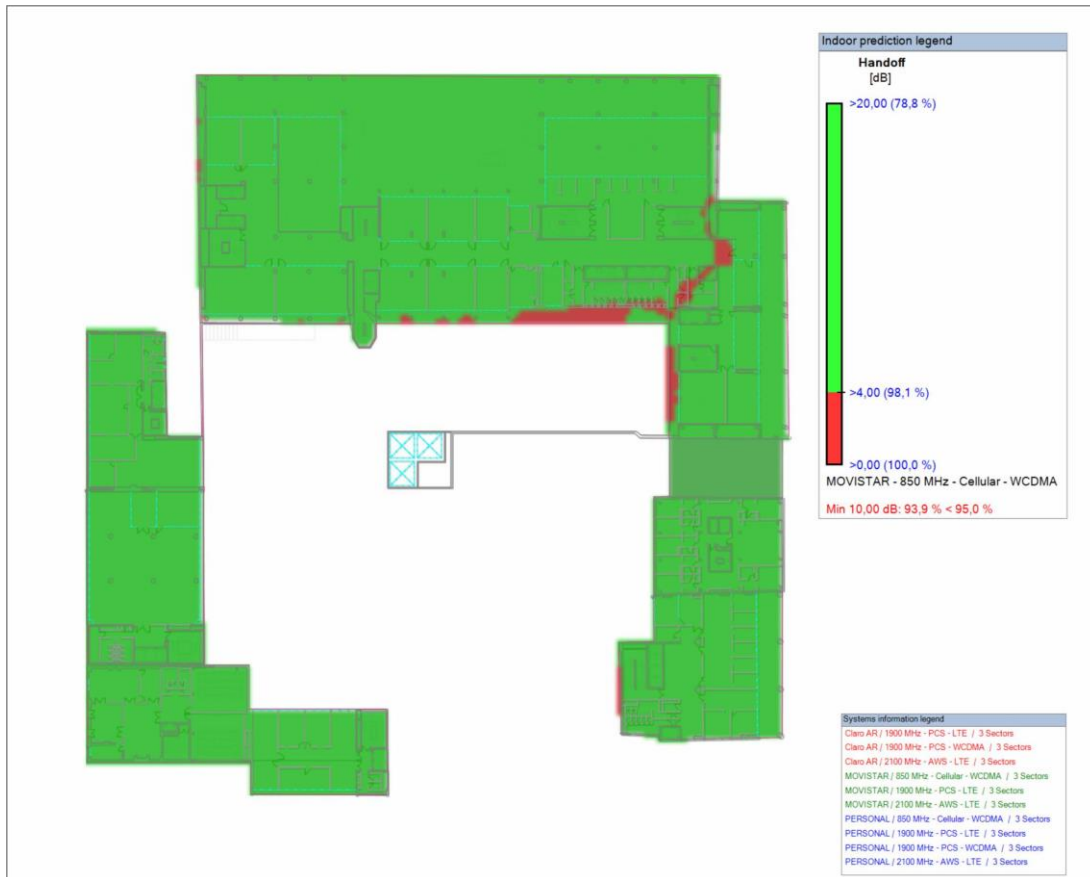 Indoor prediction legend
Handoff
[dB]
>20,00 (78,8 %)
>4,00 (98,1 %)
>0,00 (100,0 %)
MOVISTAR - 850 MHz - Cellular - WCDMA
Min 10,00 dB: 93,9 % < 95,0 %
Systems information legend
Claro AR / 1900 MHz - PCS - LTE / 3 Sectors
Claro AR / 1900 MHz - PCS - WCDMA / 3 Sectors
Claro AR / 2100 MHz - AWS - LTE / 3 Sectors
MOVISTAR / 850 MHz - Cellular - WCDMA / 3 Sectors
MOVISTAR / 1900 MHz - PCS - LTE / 3 Sectors
MOVISTAR / 2100 MHz - AWS - LTE / 3 Sectors
PERSONAL / 850 MHz - Cellular - WCDMA / 3 Sectors
PERSONAL / 1900 MHz - PCS - LTE / 3 Sectors
PERSONAL / 1900 MHz - PCS - WCDMA / 3 Sectors
PERSONAL / 2100 MHz - AWS - LTE / 3 Sectors